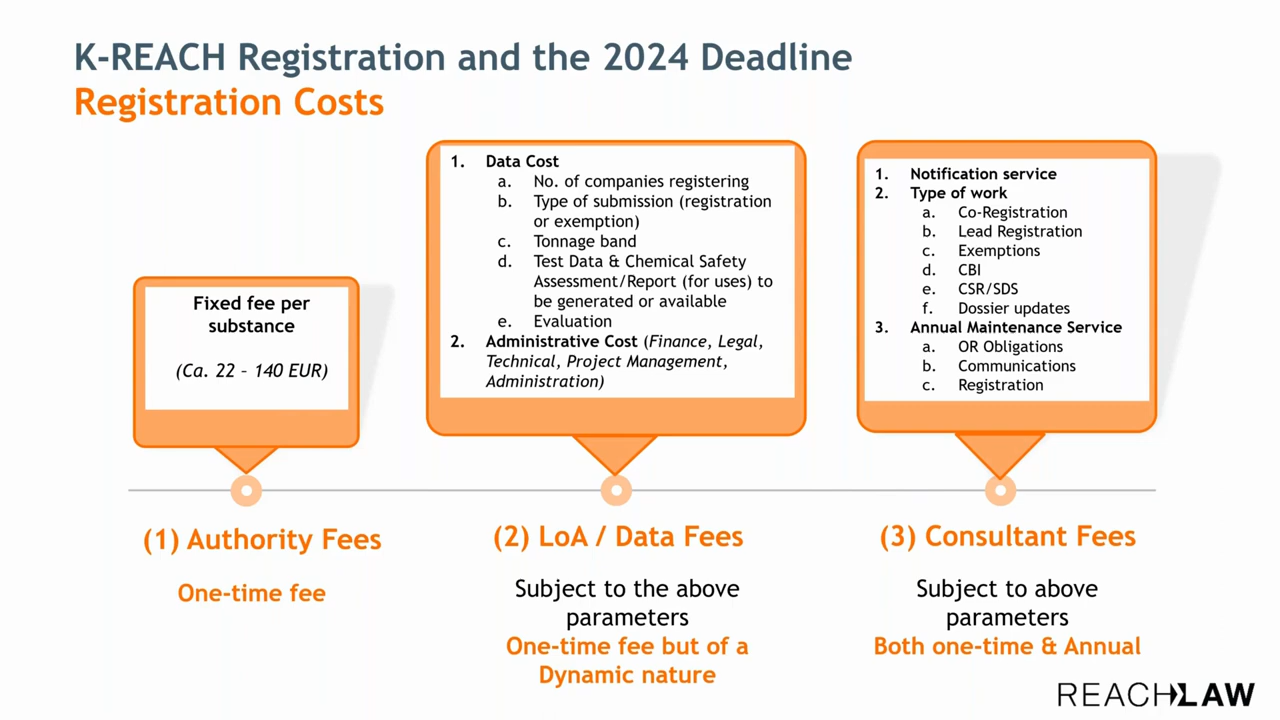 K-REACH Registration and the 2024 Deadline
Registration Costs
Fixed fee per
substance
(Ca. 22 – 140 EUR)
1. Data Cost
a. No. of companies registering
b. Type of submission (registration
or exemption)
c. Tonnage band
d. Test Data & Chemical Safety
Assessment/Report (for uses) to
be generated or available
e. Evaluation
2. Administrative Cost (Finance, Legal,
Technical, Project Management,
Administration)
1. Notification service
2. Type of work
a. Co-Registration
b. Lead Registration
c. Exemptions
d. CBI
e. CSR/SDS
f. Dossier updates
3. Annual Maintenance Service
a. OR Obligations
b. Communications
c. Registration
(1) Authority Fees
One-time fee
(2) LoA / Data Fees
Subject to the above
parameters
One-time fee but of a
Dynamic nature
(3) Consultant Fees
Subject to above
parameters
Both one-time & Annual
REACHLAW